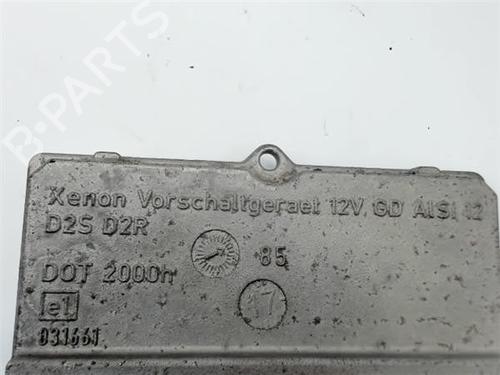 Xenon Vorschaltgeraet 12V GD AlSi 12
D2S D2R
85
DOT 2000h
17
e1
031661
B-PARTS